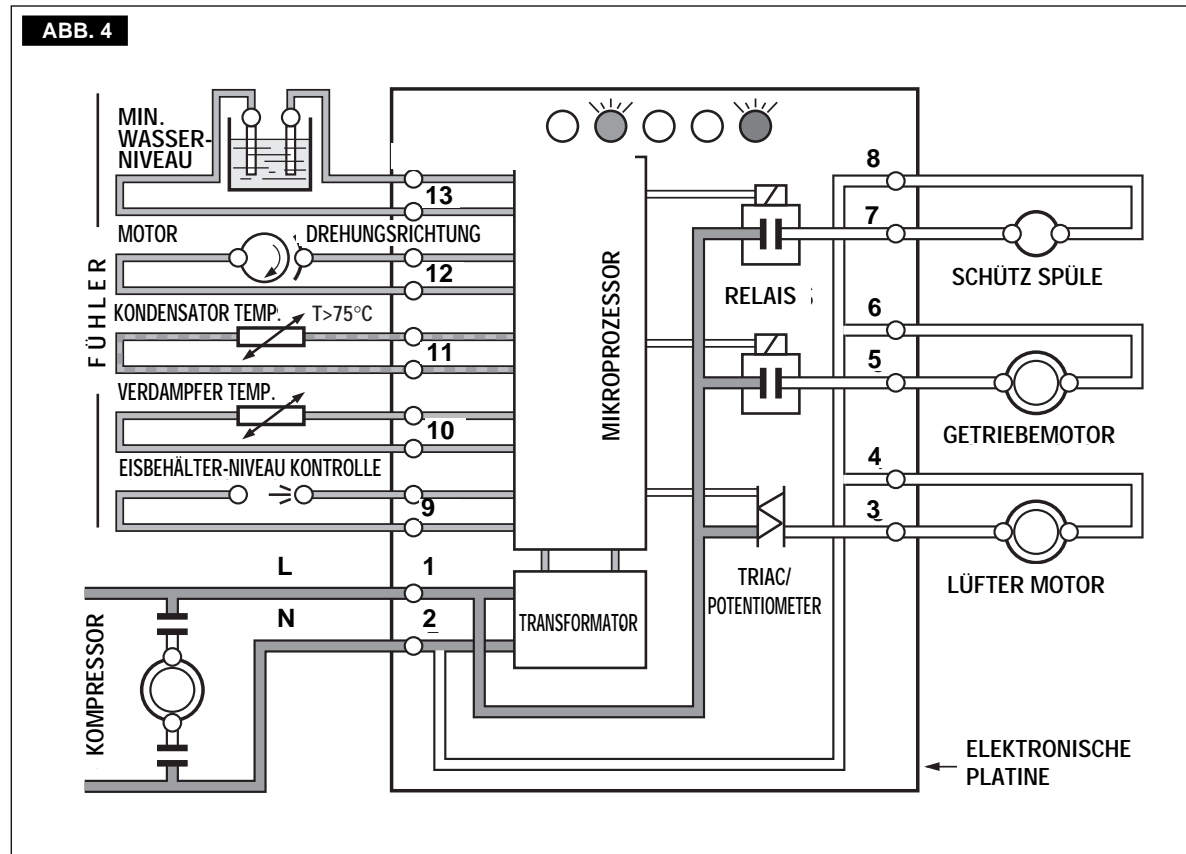 ABB. 4
MIN.
WASSER-
NIVEAU
13
MOTOR
DREHUNGSRICHTUNG
12
KONDENSATOR TEMP.
T>75°C
11
VERDAMPFER TEMP.
10
EISBEHÄLTER-NIVEAU KONTROLLE
9
FÜHLER
L
1
N
2
KOMPRESSOR
MIKROPROZESSOR
TRANSFORMATOR
RELAIS
TRIAC/
POTENTIOMETER
8
7
SCHÜTZ SPÜLE
6
5
GETRIEBEMOTOR
4
3
LÜFTER MOTOR
ELEKTRONISCHE
PLATINE